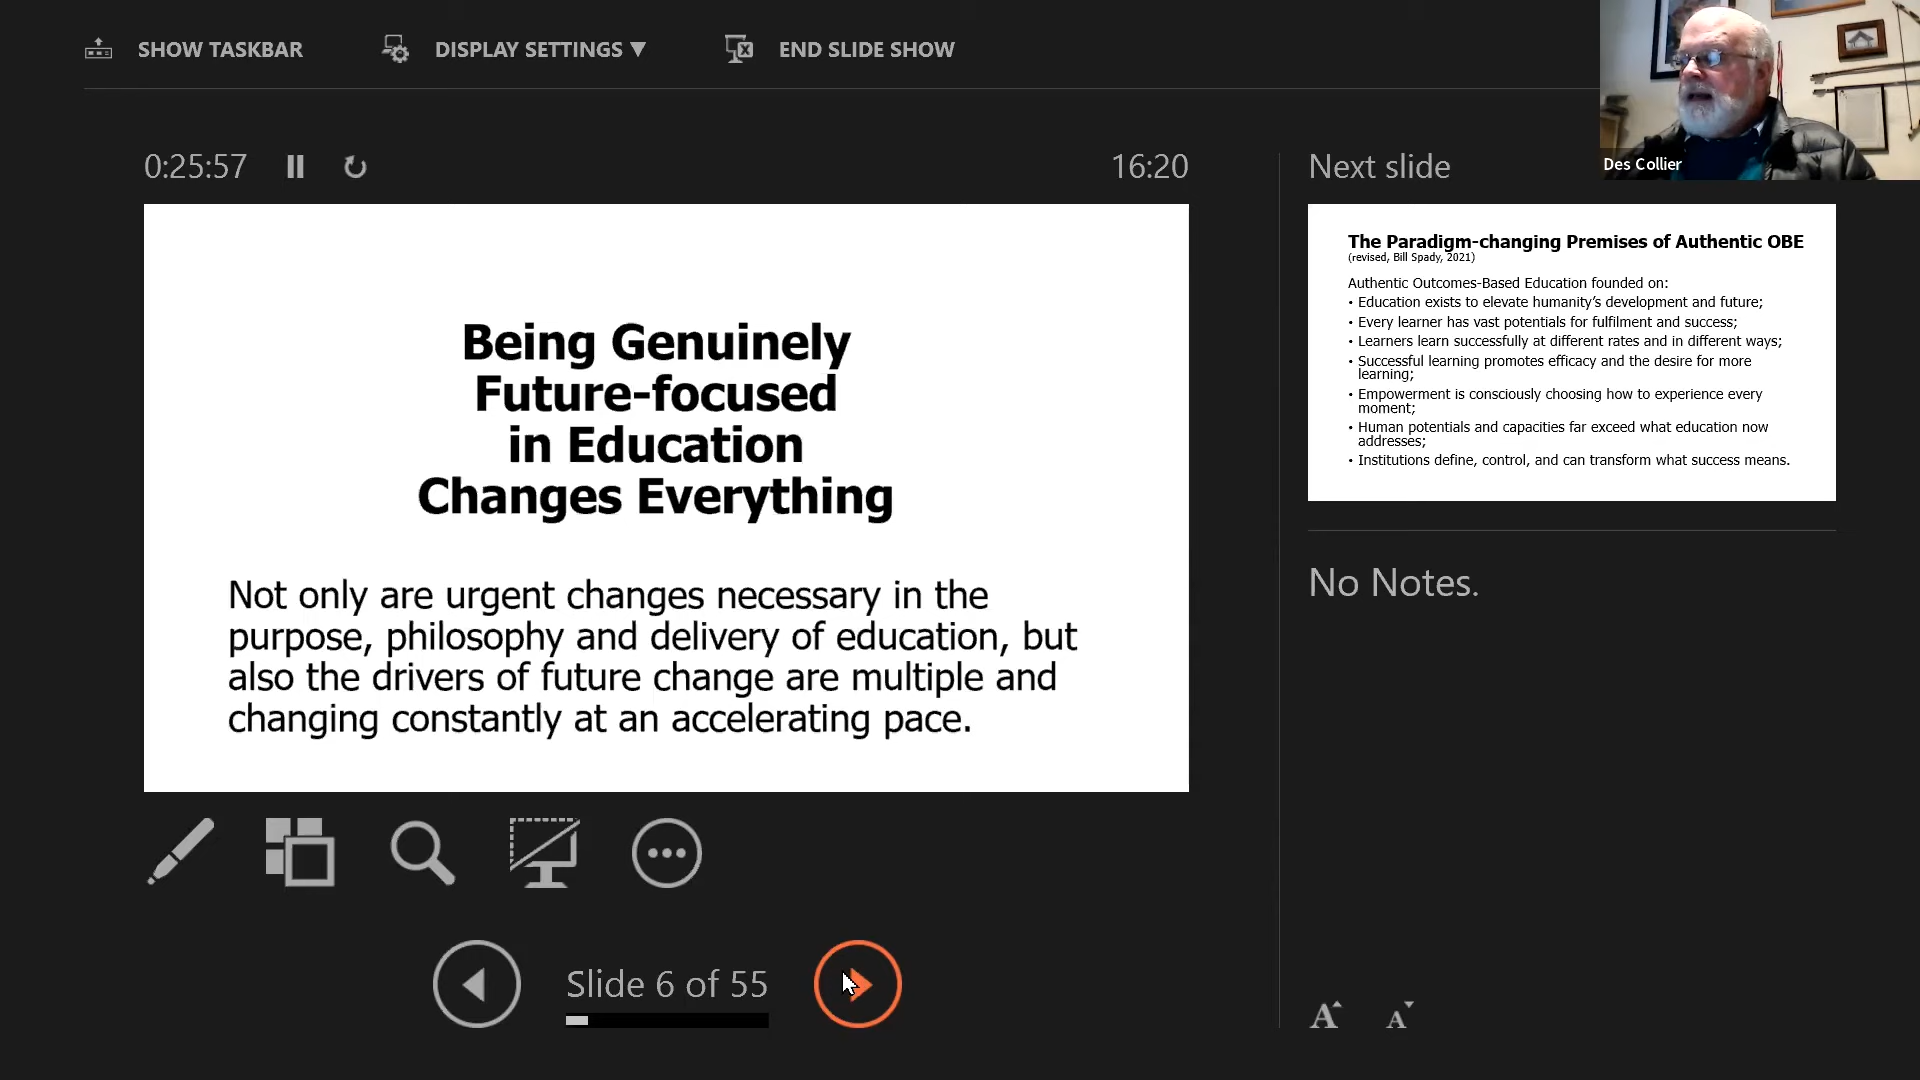 SHOW TASKBAR
DISPLAY SETTINGS ▼
END SLIDE SHOW
Des Collier
0:25:57
16:20
Next slide
Being Genuinely
Future-focused
in Education
Changes Everything
Not only are urgent changes necessary in the
purpose, philosophy and delivery of education, but
also the drivers of future change are multiple and
changing constantly at an accelerating pace.
The Paradigm-changing Premises of Authentic OBE
(revised, Bill Spady, 2021)
Authentic Outcomes-Based Education founded on:
• Education exists to elevate humanity’s development and future;
• Every learner has vast potentials for fulfilment and success;
• Learners learn successfully at different rates and in different ways;
• Successful learning promotes efficacy and the desire for more
learning;
• Empowerment is consciously choosing how to experience every
moment;
• Human potentials and capacities far exceed what education now
addresses;
• Institutions define, control, and can transform what success means.
No Notes.
Slide 6 of 55
A A